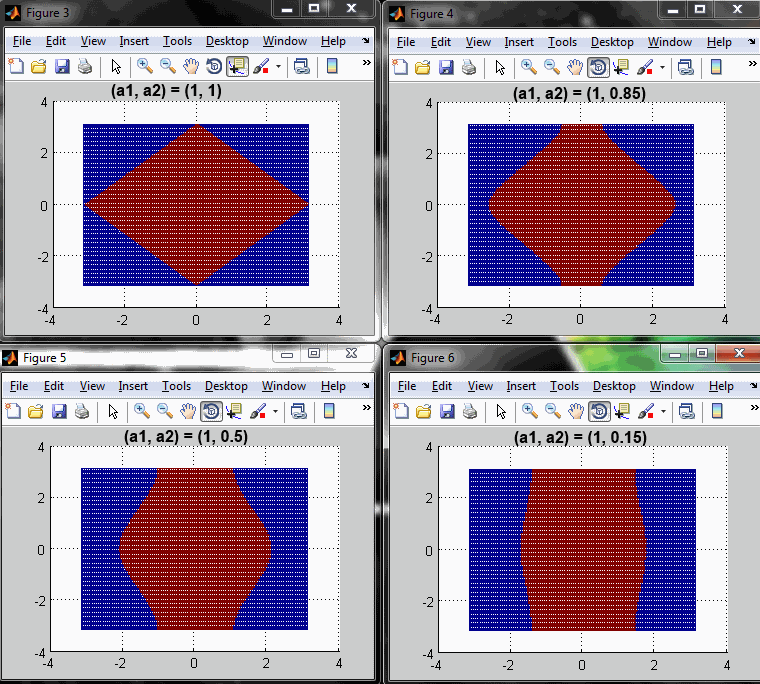 Figure 3
File Edit View Insert Tools Desktop Window Help
(a1, a2) = (1, 1)
4
2
0
-2
-4
-4 -2 0 2 4
Figure 4
File Edit View Insert Tools Desktop Window Help
(a1, a2) = (1, 0.85)
4
2
0
-2
-4
-4 -2 0 2 4
Figure 5
File Edit View Insert Tools Desktop Window Help
(a1, a2) = (1, 0.5)
4
2
0
-2
-4
-4 -2 0 2 4
Figure 6
File Edit View Insert Tools Desktop Window Help
(a1, a2) = (1, 0.15)
4
2
0
-2
-4
-4 -2 0 2 4